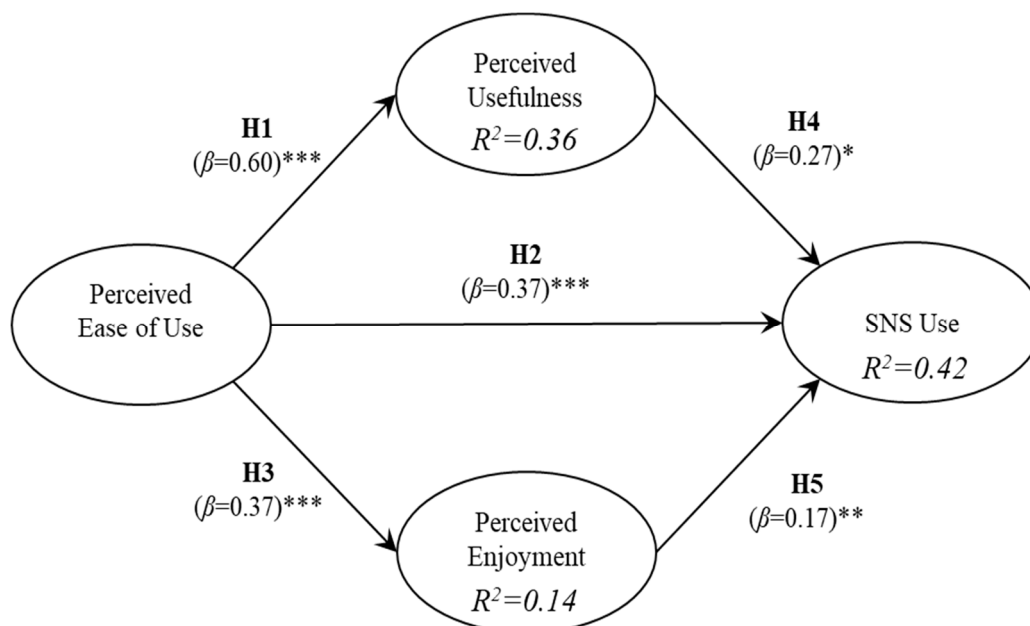 Perceived
Usefulness
R²=0.36
H1
(β=0.60)***
H4
(β=0.27)*
Perceived
Ease of Use
H2
(β=0.37)***
SNS Use
R²=0.42
H3
(β=0.37)***
Perceived
Enjoyment
R²=0.14
H5
(β=0.17)**